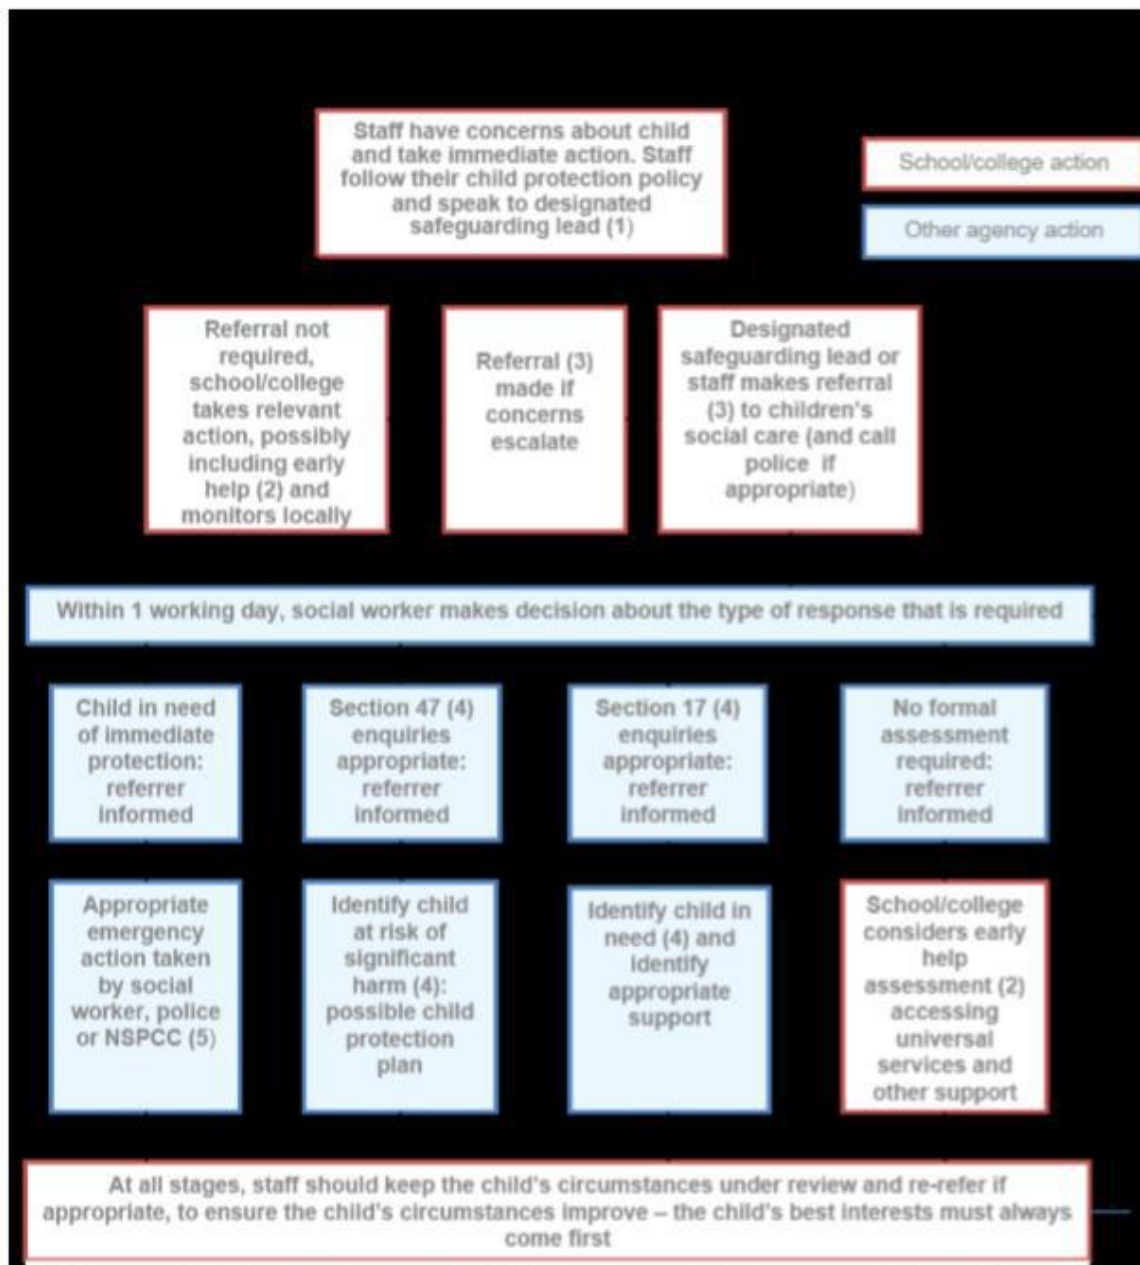 Staff have concerns about child
and take immediate action. Staff
follow their child protection policy
and speak to designated
safeguarding lead (1)
School/college action
Other agency action
Referral not
required,
school/college
takes relevant
action, possibly
including early
help (2) and
monitors locally
Referral (3)
made if
concerns
escalate
Designated
safeguarding lead or
staff makes referral
(3) to children's
social care (and call
police if
appropriate)
Within 1 working day, social worker makes decision about the type of response that is required
Child in need
of immediate
protection:
referrer
informed
Section 47 (4)
enquiries
appropriate:
referrer
informed
Section 17 (4)
enquiries
appropriate:
referrer
informed
No formal
assessment
required:
referrer
informed
Appropriate
emergency
action taken
by social
worker, police
or NSPCC (5)
Identify child
at risk of
significant
harm (4):
possible child
protection
plan
Identify child in
need (4) and
identify
appropriate
support
School/college
considers early
help
assessment (2)
accessing
universal
services and
other support
At all stages, staff should keep the child's circumstances under review and re-refer if
appropriate, to ensure the child's circumstances improve – the child's best interests must always
come first